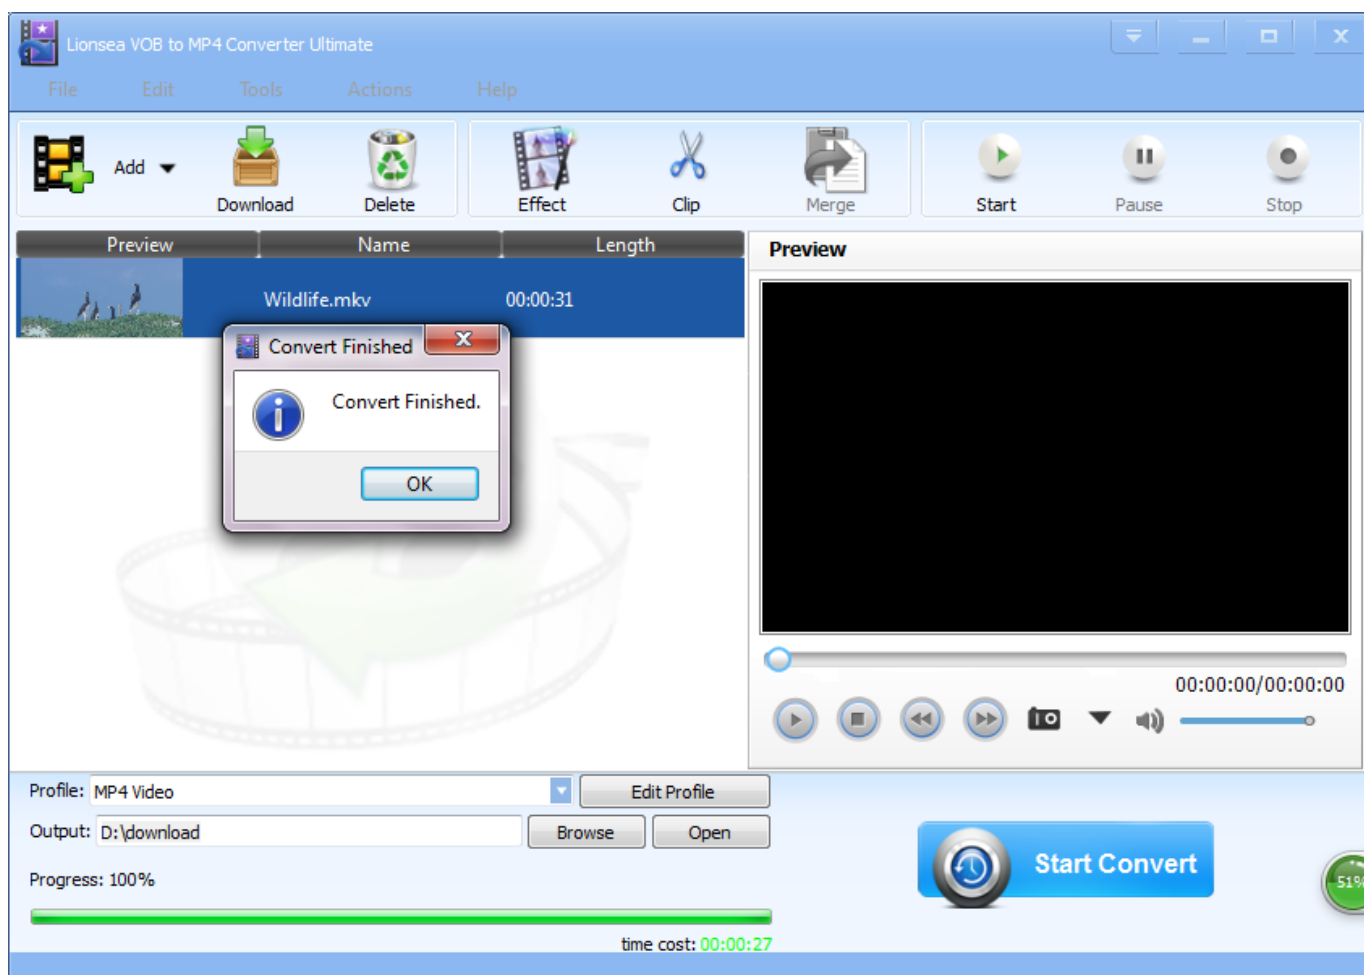 Lionsea VOB to MP4 Converter Ultimate
File Edit Tools Actions Help
Add
Download Delete Effect Clip Merge Start Pause Stop
Preview Name Length
Preview
Wildlife.mkv 00:00:31
Convert Finished
Convert Finished.
OK
00:00:00/00:00:00
Profile: MP4 Video Edit Profile
Output: D:\download Browse Open
Start Convert
Progress: 100%
51%
time cost: 00:00:27